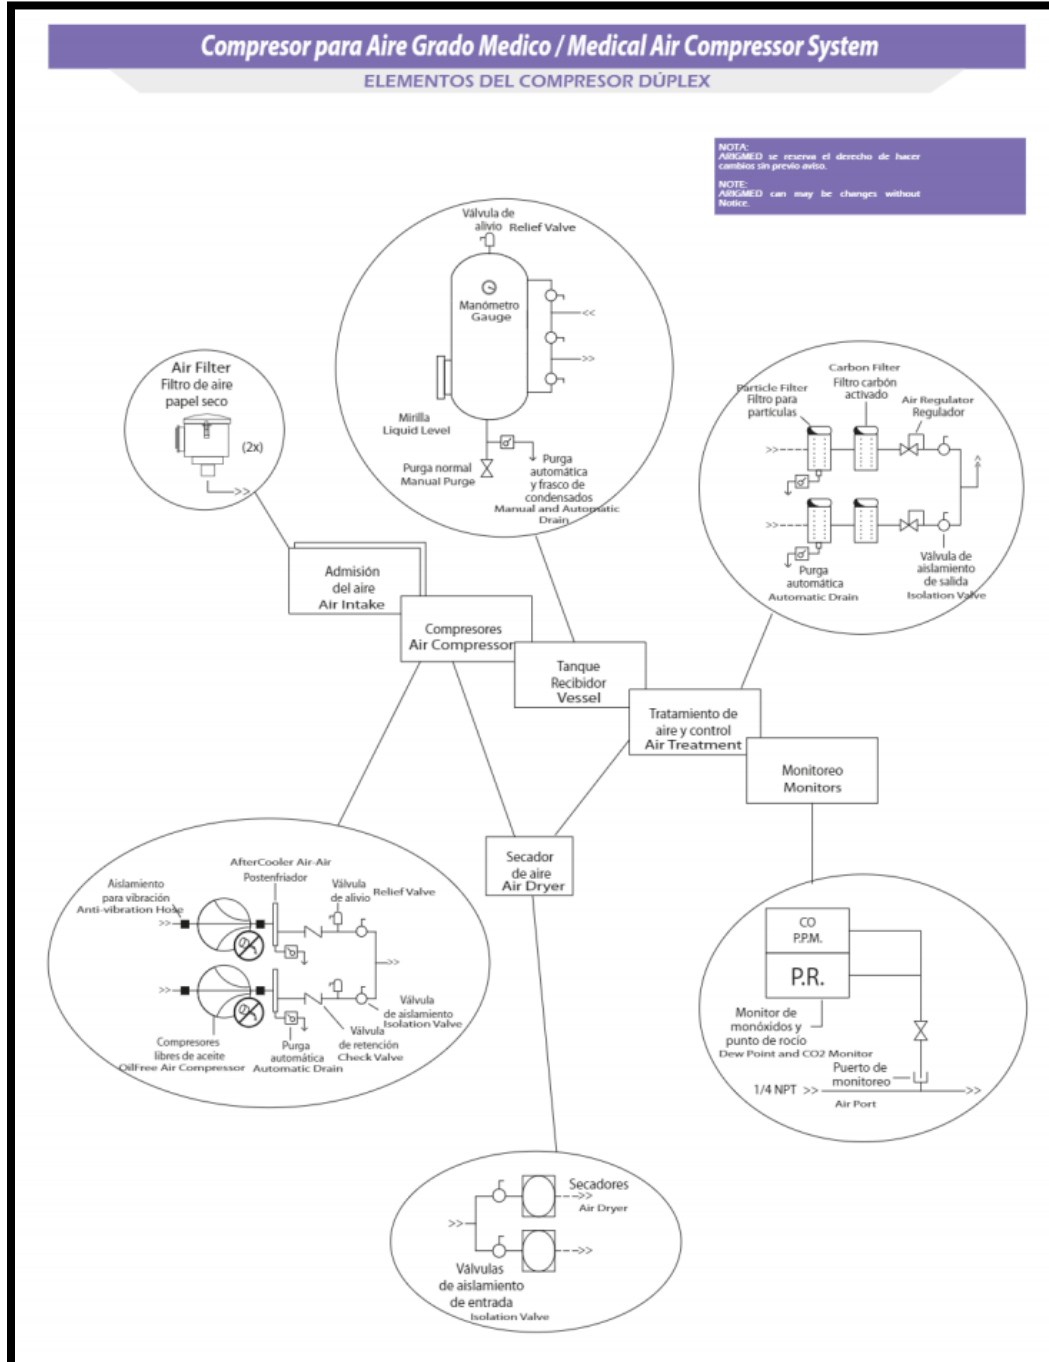 Compresor para Aire Grado Medico / Medical Air Compressor System
ELEMENTOS DEL COMPRESOR DÚPLEX
NOTA:
ARIGMED se reserva el derecho de hacer
cambios sin previo aviso.
NOTE:
ARIGMED can may be changes without
Notice.
Válvula de
alivio Relief Valve
Manómetro
Gauge
<<
>>
Mirilla
Liquid Level
Purga normal
Manual Purge
Purga
automática
y frasco de
condensados
Manual and Automatic
Drain
Air Filter
Filtro de aire
papel seco
(2x)
>>
Carbon Filter
Filtro carbón
activado
Particle Filter
Filtro para
partículas
Air Regulator
Regulador
>>
>>
>>
Purga
automática
Automatic Drain
Válvula de
aislamiento
de salida
Isolation Valve
Admisión
del aire
Air Intake
Compresores
Air Compressor
Tanque
Recibidor
Vessel
Tratamiento de
aire y control
Air Treatment
Monitoreo
Monitors
Secador
de aire
Air Dryer
AfterCooler Air-Air
Postenfriador
Aislamiento
para vibración
Anti-vibration Hose
Válvula
de alivio Relief Valve
>>
>>
>>
Compresores
libres de aceite
OilFree Air Compressor
Purga
automática
Automatic Drain
Válvula
de retención
Check Valve
Válvula
de aislamiento
Isolation Valve
CO
P.P.M.
P.R.
Monitor de
monóxidos y
punto de rocío
Dew Point and CO2 Monitor
Puerto de
monitoreo
1/4 NPT >> >>
Air Port
Secadores
>>
Air Dryer
>>
>>
Válvulas
de aislamiento
de entrada
Isolation Valve